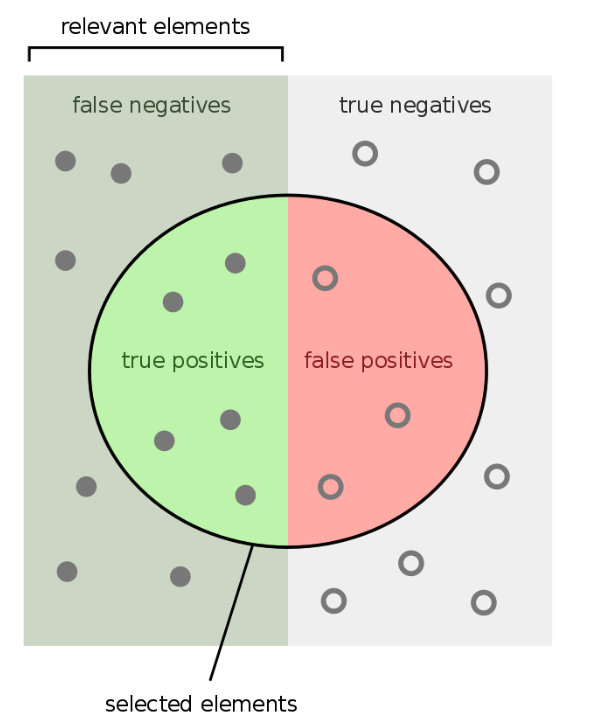 relevant elements
false negatives
true negatives
true positives
false positives
selected elements